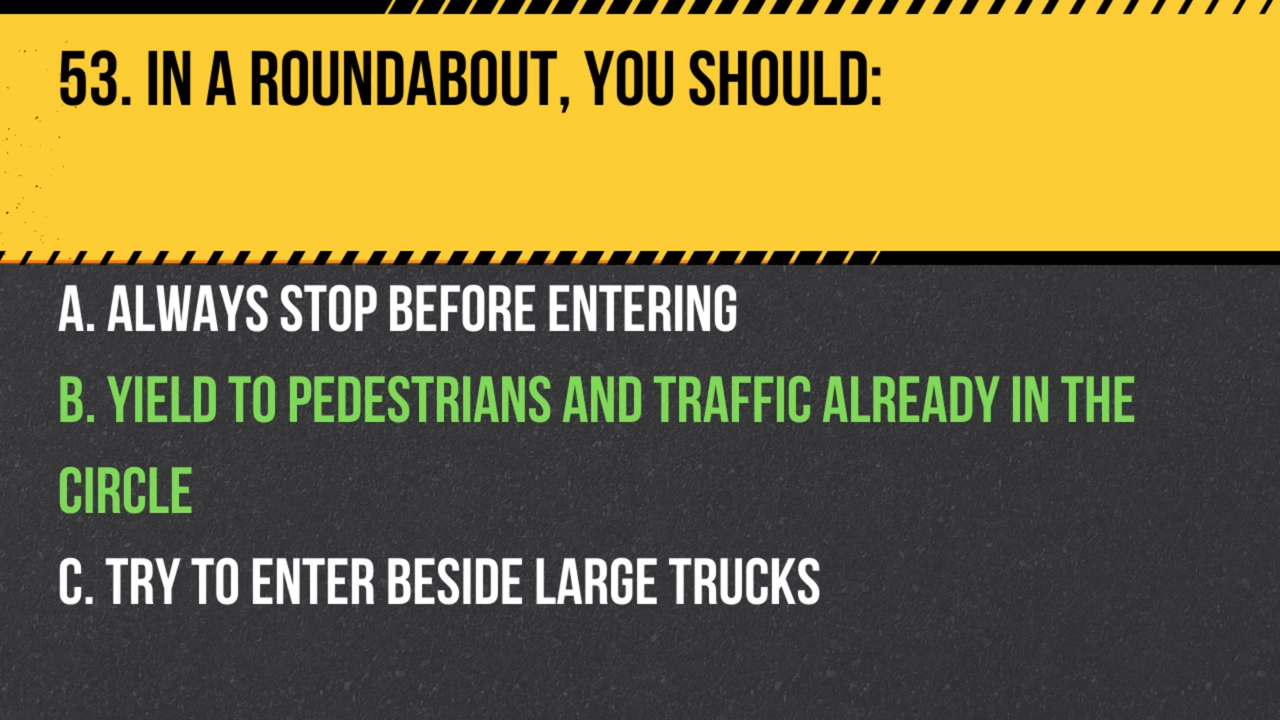 53. IN A ROUNDABOUT, YOU SHOULD:
A. ALWAYS STOP BEFORE ENTERING
B. YIELD TO PEDESTRIANS AND TRAFFIC ALREADY IN THE
CIRCLE
C. TRY TO ENTER BESIDE LARGE TRUCKS